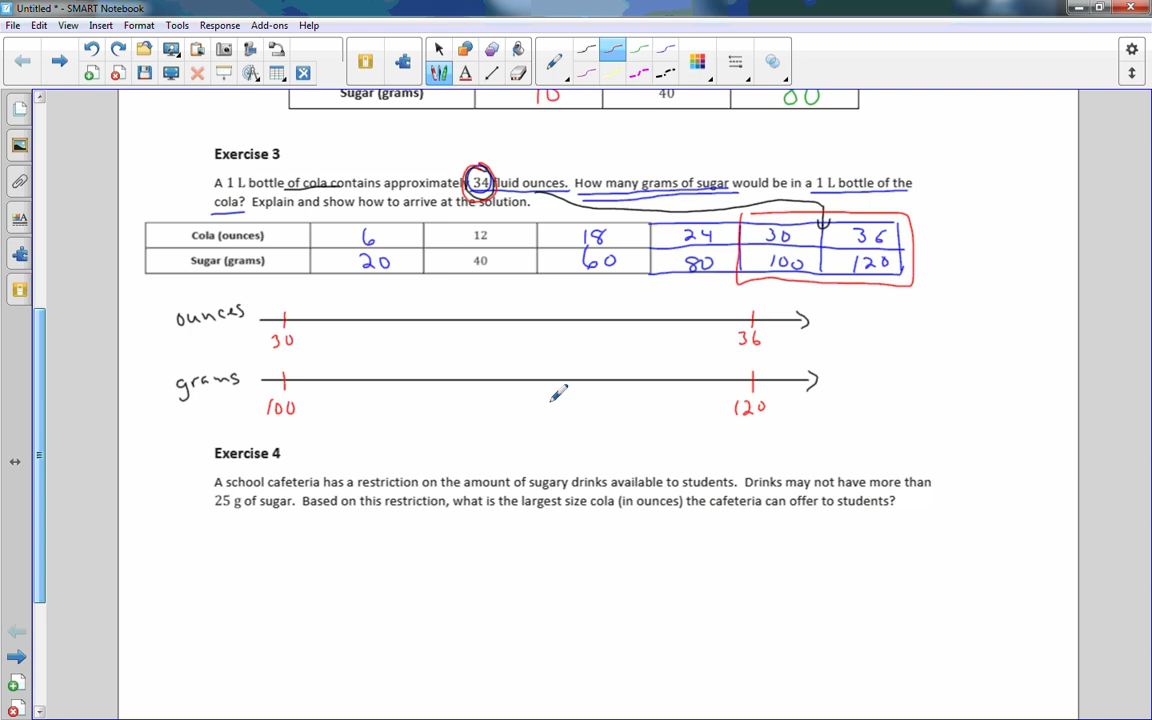 Untitled * - SMART Notebook
File Edit View Insert Format Tools Response Add-ons Help
Sugar (grams) 10 40 80
Exercise 3
A 1 L bottle of cola contains approximately 34 fluid ounces. How many grams of sugar would be in a 1 L bottle of the
cola? Explain and show how to arrive at the solution.
Cola (ounces) 6 12 18 24 30 36
Sugar (grams) 20 40 60 80 100 120
ounces
30 36
grams
100 120
Exercise 4
A school cafeteria has a restriction on the amount of sugary drinks available to students. Drinks may not have more than
25 g of sugar. Based on this restriction, what is the largest size cola (in ounces) the cafeteria can offer to students?